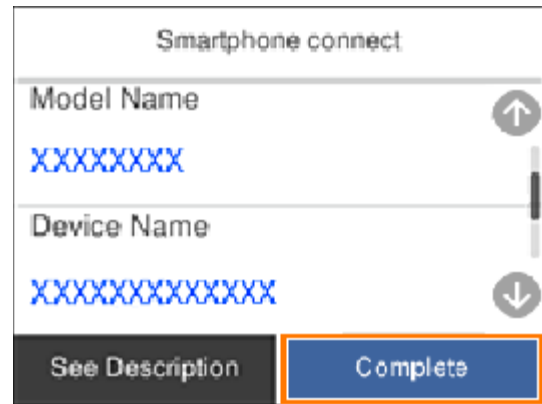 Smartphone connect
Model Name
XXXXXXXX
Device Name
XXXXXXXXXXXXX
See Description
Complete